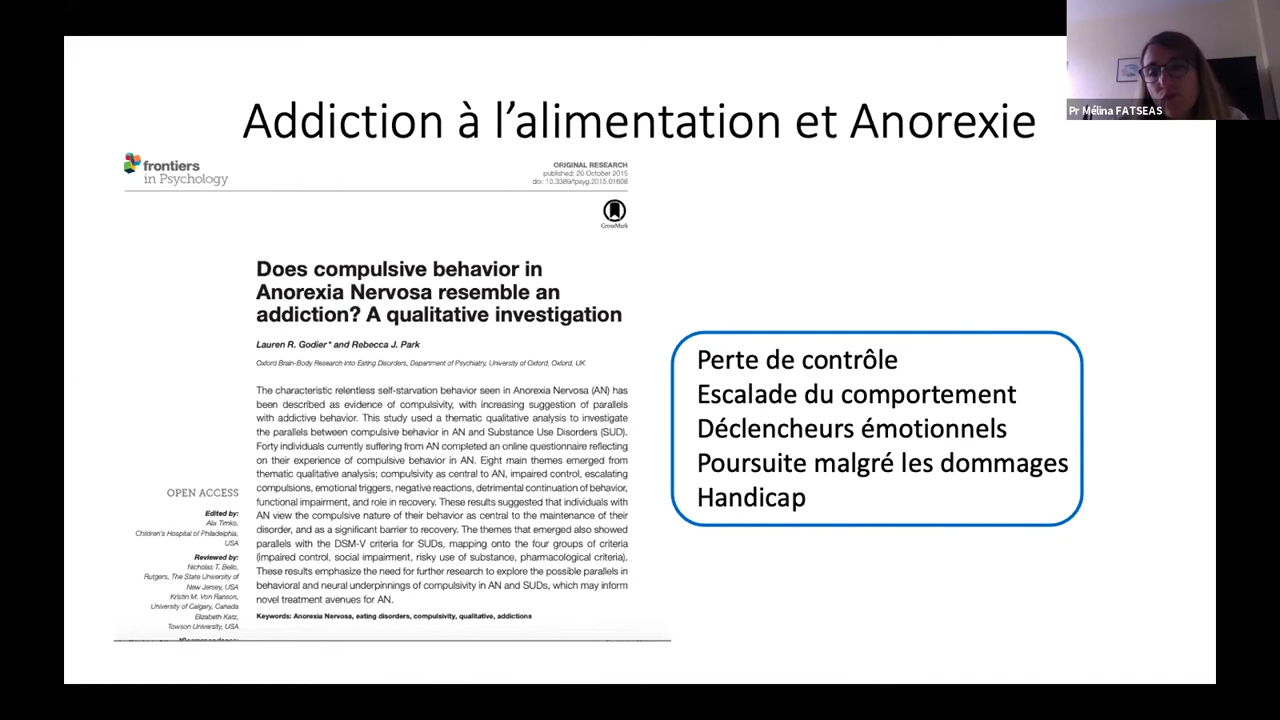 Pr Mélina FATSEAS
Addiction à l’alimentation et Anorexie
frontiers
in Psychology
ORIGINAL RESEARCH
published: 20 October 2015
doi: 10.3389/fpsyg.2015.01608
CrossMark
Does compulsive behavior in
Anorexia Nervosa resemble an
addiction? A qualitative investigation
Lauren R. Godier* and Rebecca J. Park
Oxford Brain-Body Research into Eating Disorders, Department of Psychiatry, University of Oxford, Oxford, UK
The characteristic relentless self-starvation behavior seen in Anorexia Nervosa (AN) has
been described as evidence of compulsivity, with increasing suggestion of parallels
with addictive behavior. This study used a thematic qualitative analysis to investigate
the parallels between compulsive behavior in AN and Substance Use Disorders (SUD).
Forty individuals currently suffering from AN completed an online questionnaire reflecting
on their experience of compulsive behavior in AN. Eight main themes emerged from
thematic qualitative analysis; compulsivity as central to AN, impaired control, escalating
compulsions, emotional triggers, negative reactions, detrimental continuation of behavior,
functional impairment, and role in recovery. These results suggested that individuals with
AN view the compulsive nature of their behavior as central to the maintenance of their
disorder, and as a significant barrier to recovery. The themes that emerged also showed
parallels with the DSM-V criteria for SUDs, mapping onto the four groups of criteria
(impaired control, social impairment, risky use of substance, pharmacological criteria).
These results emphasize the need for further research to explore the possible parallels in
behavioral and neural underpinnings of compulsivity in AN and SUDs, which may inform
novel treatment avenues for AN.
Keywords: Anorexia Nervosa, eating disorders, compulsivity, qualitative, addictions
OPEN ACCESS
Edited by:
Alix Timko,
Children's Hospital of Philadelphia,
USA
Reviewed by:
Nicholas T. Bello,
Rutgers, The State University of
New Jersey, USA
Kristin M. Von Ranson,
University of Calgary, Canada
Elizabeth Katz,
Towson University, USA
Perte de contrôle
Escalade du comportement
Déclencheurs émotionnels
Poursuite malgré les dommages
Handicap